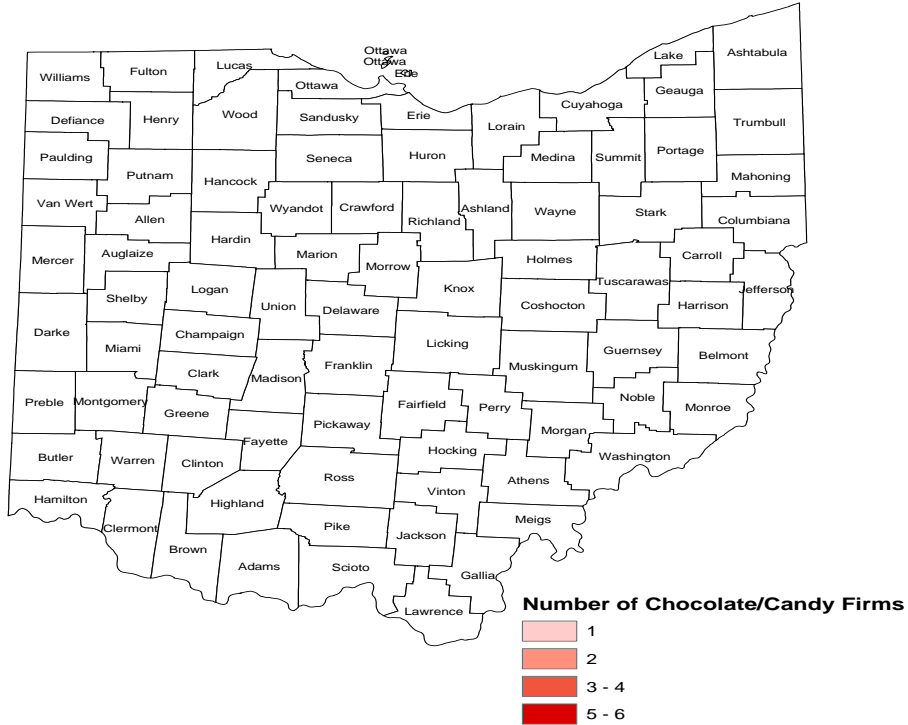 Ottawa
Ottawa
Erie
Lake
Ashtabula
Williams
Fulton
Lucas
Ottawa
Geauga
Cuyahoga
Defiance
Henry
Wood
Sandusky
Erie
Lorain
Trumbull
Paulding
Putnam
Hancock
Seneca
Huron
Medina
Summit
Portage
Mahoning
Van Wert
Allen
Wyandot
Crawford
Richland
Ashland
Wayne
Stark
Columbiana
Mercer
Auglaize
Hardin
Marion
Morrow
Holmes
Carroll
Tuscarawas
Jefferson
Shelby
Logan
Union
Delaware
Knox
Coshocton
Harrison
Darke
Miami
Champaign
Licking
Muskingum
Guernsey
Belmont
Clark
Madison
Franklin
Preble
Montgomery
Greene
Fairfield
Perry
Noble
Monroe
Pickaway
Morgan
Fayette
Hocking
Washington
Butler
Warren
Clinton
Ross
Vinton
Athens
Hamilton
Highland
Clermont
Pike
Jackson
Meigs
Brown
Adams
Scioto
Gallia
Lawrence
Number of Chocolate/Candy Firms
1
2
3 - 4
5 - 6